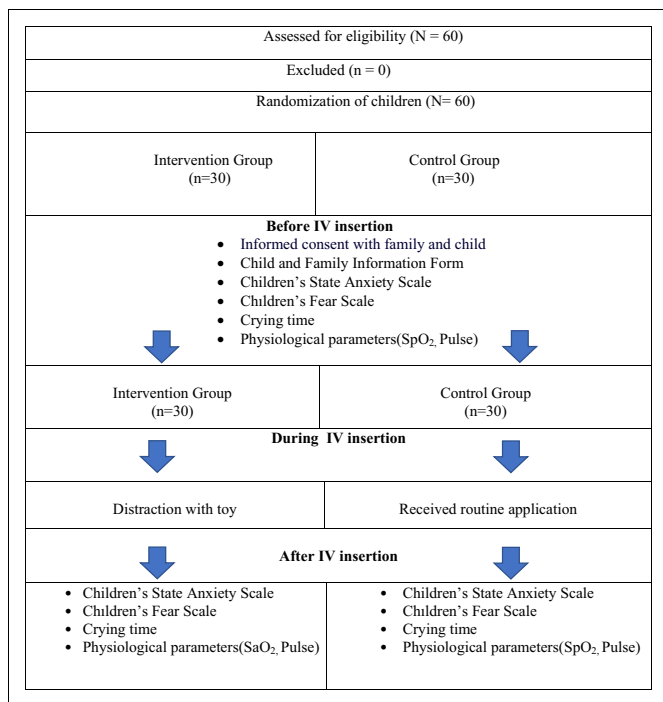 Assessed for eligibility (N = 60)
Excluded (n = 0)
Randomization of children (N= 60)
Intervention Group
(n=30)
Control Group
(n=30)
Before IV insertion
• Informed consent with family and child
• Child and Family Information Form
• Children's State Anxiety Scale
• Chıldren's Fear Scale
• Crying time
• Physiological parameters(SpO₂, Pulse)
Intervention Group
(n=30)
Control Group
(n=30)
During IV insertion
Distraction with toy
Received routine application
After IV insertion
• Children's State Anxiety Scale
• Chıldren's Fear Scale
• Crying time
• Physiological parameters(SaO₂, Pulse)
• Children's State Anxiety Scale
• Chıldren's Fear Scale
• Crying time
• Physiological parameters(SpO₂, Pulse)